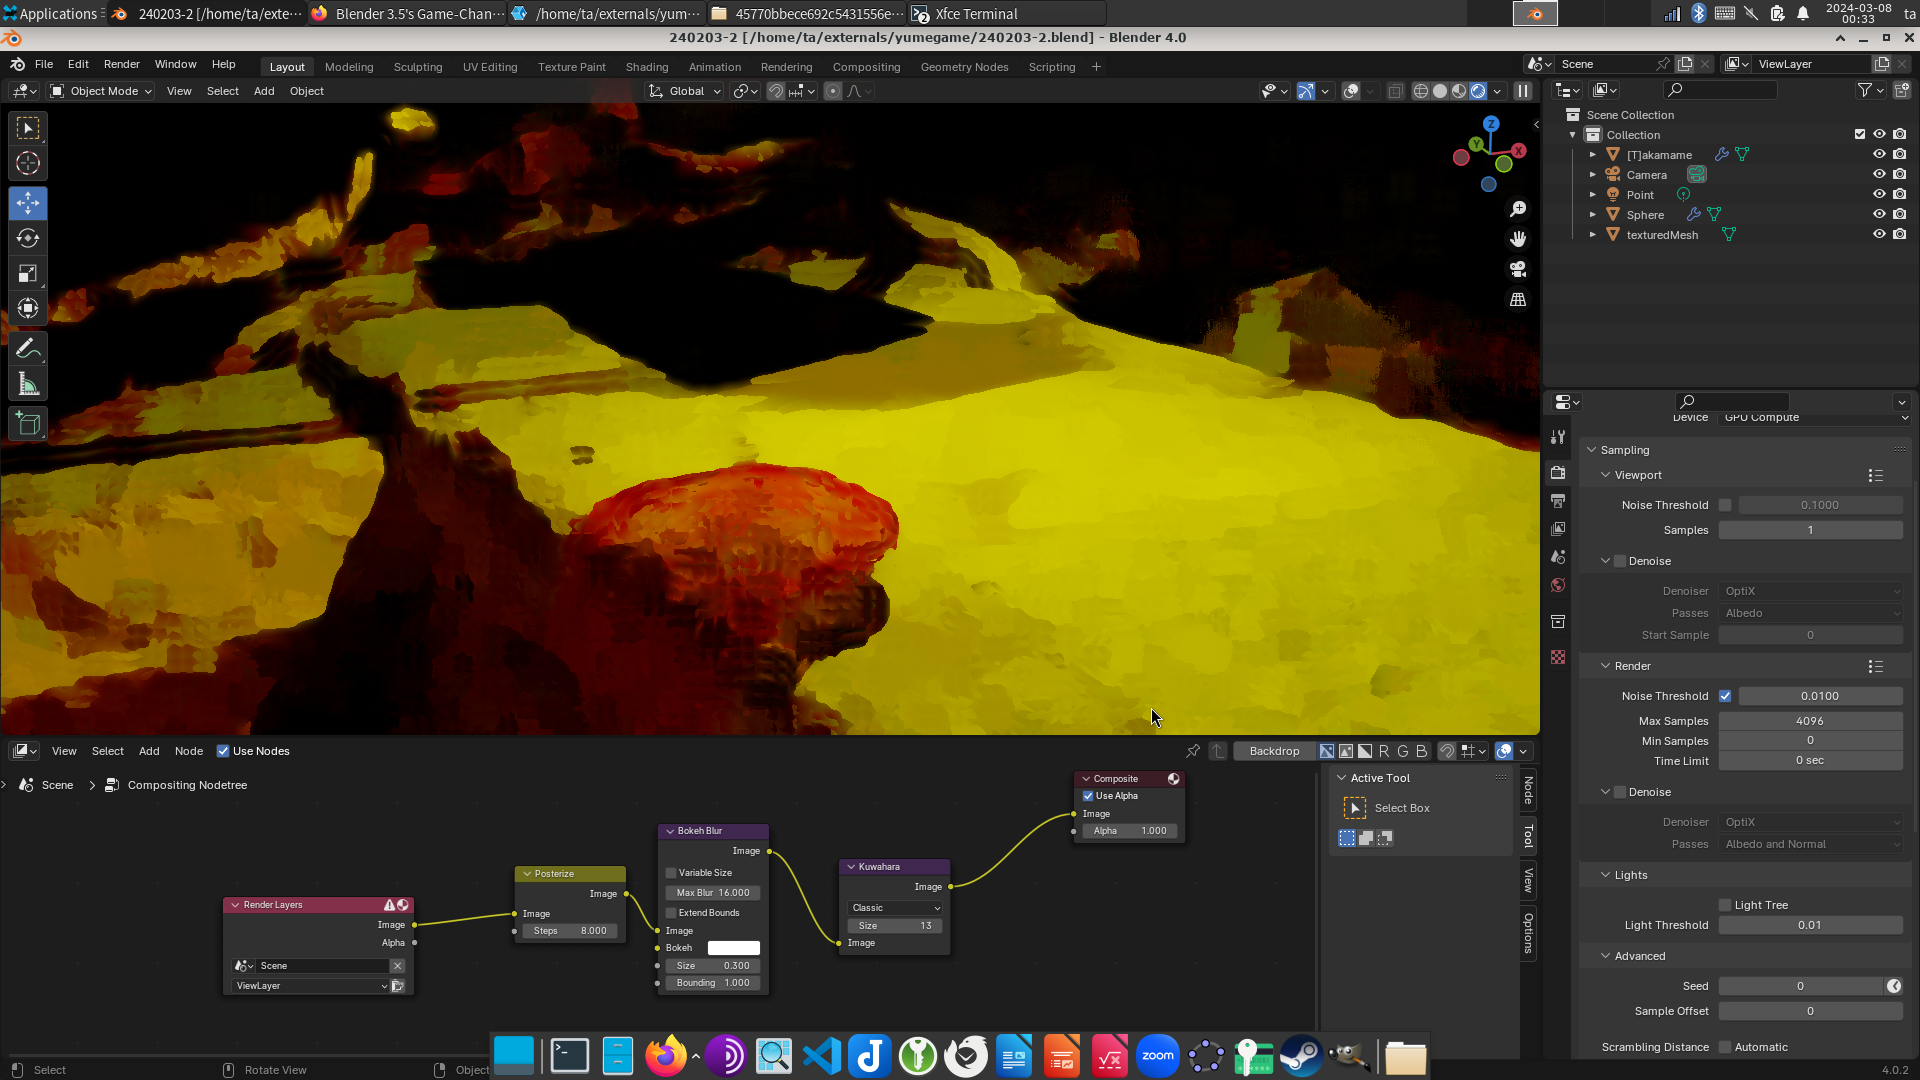 Applications
240203-2 [/home/ta/exte...
Blender 3.5's Game-Chan...
/home/ta/externals/yum...
45770bbece692c5431556e...
Xfce Terminal
2024-03-08
00:33
ta
240203-2 [/home/ta/externals/yumegame/240203-2.blend] - Blender 4.0
File Edit Render Window Help
Layout Modeling Sculpting UV Editing Texture Paint Shading Animation Rendering Compositing Geometry Nodes Scripting +
Scene
ViewLayer
Object Mode View Select Add Object
Global
Z
Y
X
Scene Collection
Collection
[T]akamame
Camera
Point
Sphere
texturedMesh
Device GPU Compute
Sampling
Viewport
Noise Threshold 0.1000
Samples 1
Denoise
Denoiser OptiX
Passes Albedo
Start Sample 0
Render
Noise Threshold 0.0100
Max Samples 4096
Min Samples 0
Time Limit 0 sec
Denoise
Denoiser OptiX
Passes Albedo and Normal
Lights
Light Tree
Light Threshold 0.01
Advanced
Seed 0
Sample Offset 0
Scrambling Distance Automatic
View Select Add Node Use Nodes
Backdrop
R G B
Scene > Compositing Nodetree
Render Layers
Image
Alpha
Scene
ViewLayer
Posterize
Image
Image
Steps 8.000
Bokeh Blur
Image
Variable Size
Max Blur 16.000
Extend Bounds
Image
Bokeh
Size 0.300
Bounding 1.000
Kuwahara
Image
Classic
Size 13
Image
Composite
Use Alpha
Image
Alpha 1.000
Active Tool
Select Box
Node
Tool
View
Options
zoom
Select
Rotate View
Object
4.0.2